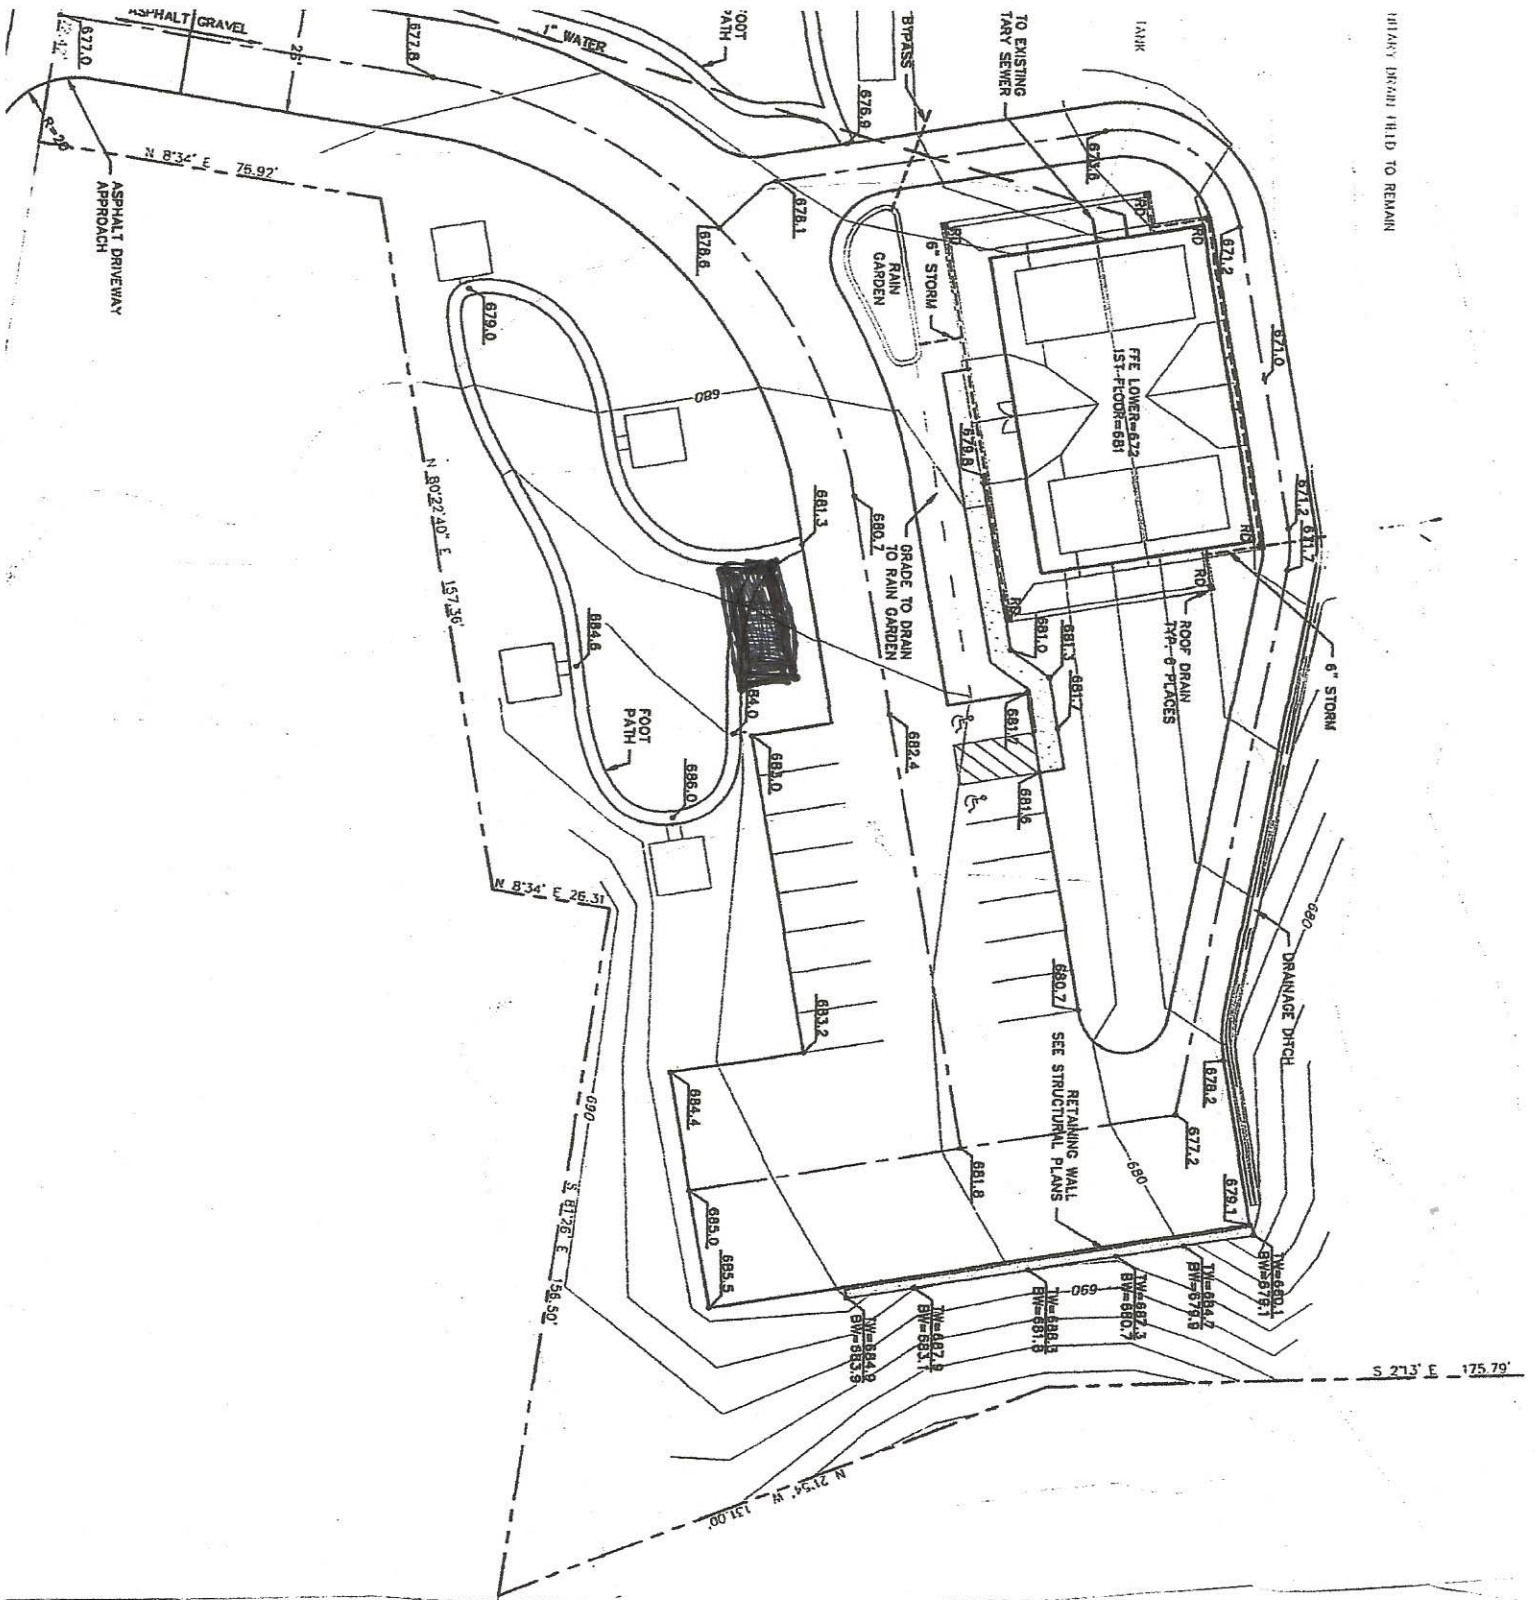 ASPHALT GRAVEL
677.0
25'
677.8
1" WATER
FOOT
PATH
BYPASS
676.9
TO EXISTING
TARY SEWER
TANK
DRAIN FIELD TO REMAIN
R=25
N 8°34' E 75.92'
ASPHALT DRIVEWAY
APPROACH
678.1
678.6
RAIN
GARDEN
6" STORM
RD
RD
RD
673.6
671.2
671.0
679.0
680
FFE LOWER=672
1ST FLOOR=681
679.8
671.2
671.7
RD
RD
RD
681.3
680.7
GRADE TO DRAIN
TO RAIN GARDEN
N 80°22'40" E 157.36'
684.6
84.0
681.0
681.3
681.7
ROOF DRAIN
TYP. 6 PLACES
6" STORM
FOOT
PATH
686.0
683.0
682.4
681.7
681.6
N 8°34' E 26.31
680
DRAINAGE DITCH
683.2
680.7
RETAINING WALL
SEE STRUCTURAL PLANS
678.2
690
684.4
677.2
680
681.8
679.1
685.0
685.5
S 81°26' E 156.50'
690
TW=680.1
BW=679.1
TW=684.7
BW=679.9
TW=687.3
BW=680.7
TW=688.3
BW=681.8
TW=687.9
BW=683.1
TW=684.9
BW=683.9
S 2°13' E 175.79'
N 21°54' W 131.00'